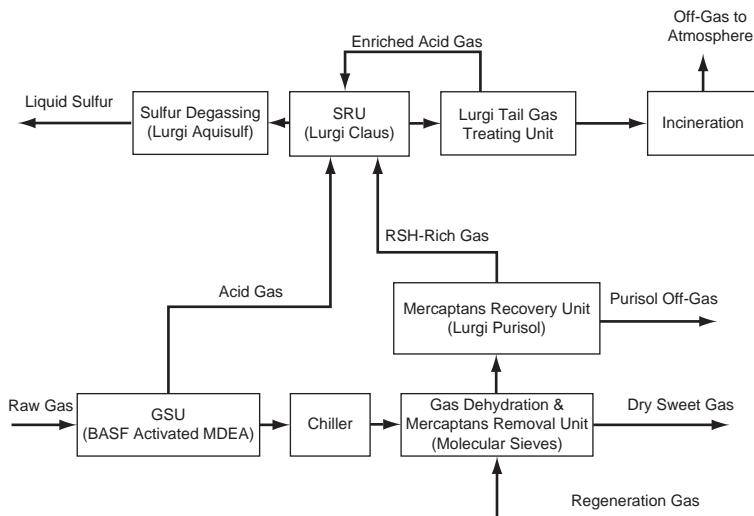 Off-Gas to
Atmosphere
Enriched Acid Gas
Liquid Sulfur
Sulfur Degassing
(Lurgi Aquisulf)
SRU
(Lurgi Claus)
Lurgi Tail Gas
Treating Unit
Incineration
RSH-Rich Gas
Acid Gas
Mercaptans Recovery Unit
(Lurgi Purisol)
Purisol Off-Gas
Raw Gas
GSU
(BASF Activated MDEA)
Chiller
Gas Dehydration &
Mercaptans Removal Unit
(Molecular Sieves)
Dry Sweet Gas
Regeneration Gas